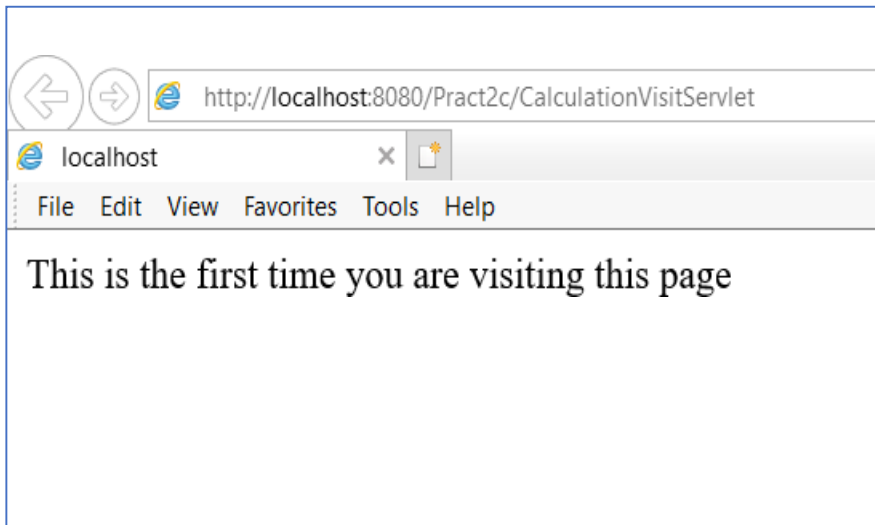 http://localhost:8080/Pract2c/CalculationVisitServlet
localhost
File Edit View Favorites Tools Help
This is the first time you are visiting this page